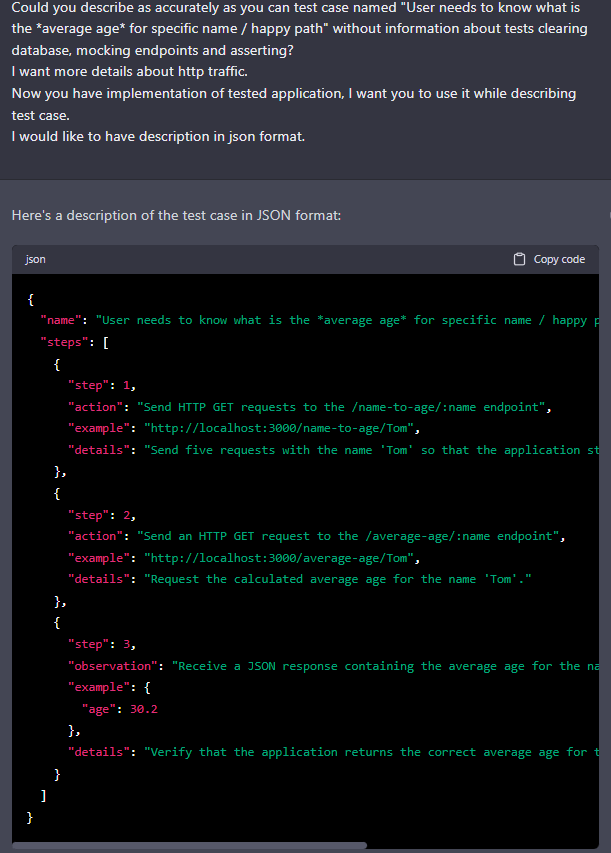 Could you describe as accurately as you can test case named "User needs to know what is
the *average age* for specific name / happy path" without information about tests clearing
database, mocking endpoints and asserting?
I want more details about http traffic.
Now you have implementation of tested application, I want you to use it while describing
test case.
I would like to have description in json format.
Here's a description of the test case in JSON format:
json Copy code
{
"name": "User needs to know what is the *average age* for specific name / happy p
"steps": [
{
"step": 1,
"action": "Send HTTP GET requests to the /name-to-age/:name endpoint",
"example": "http://localhost:3000/name-to-age/Tom",
"details": "Send five requests with the name 'Tom' so that the application st
},
{
"step": 2,
"action": "Send an HTTP GET request to the /average-age/:name endpoint",
"example": "http://localhost:3000/average-age/Tom",
"details": "Request the calculated average age for the name 'Tom'."
},
{
"step": 3,
"observation": "Receive a JSON response containing the average age for the na
"example": {
"age": 30.2
},
"details": "Verify that the application returns the correct average age for t
}
]
}